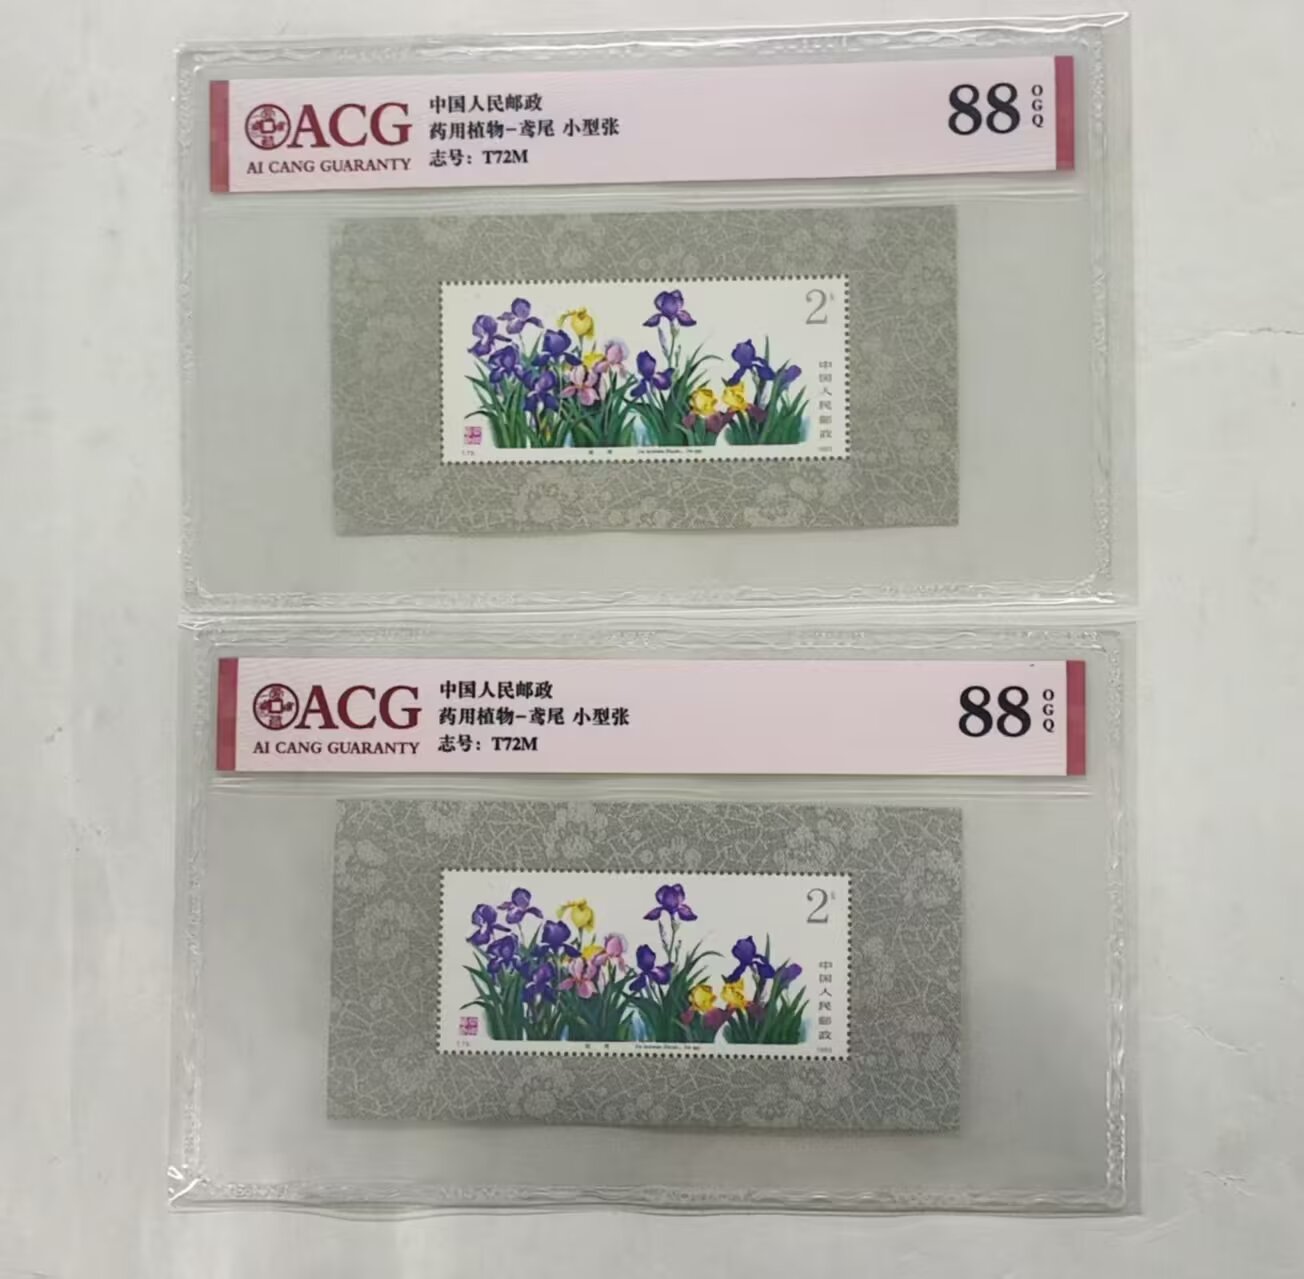 ACG
AI CANG GUARANTY
中国人民邮政
药用植物-鸢尾 小型张
志号：T72M
88
OGQ
2
中国人民邮政
ACG
AI CANG GUARANTY
中国人民邮政
药用植物-鸢尾 小型张
志号：T72M
88
OGQ
2
中国人民邮政